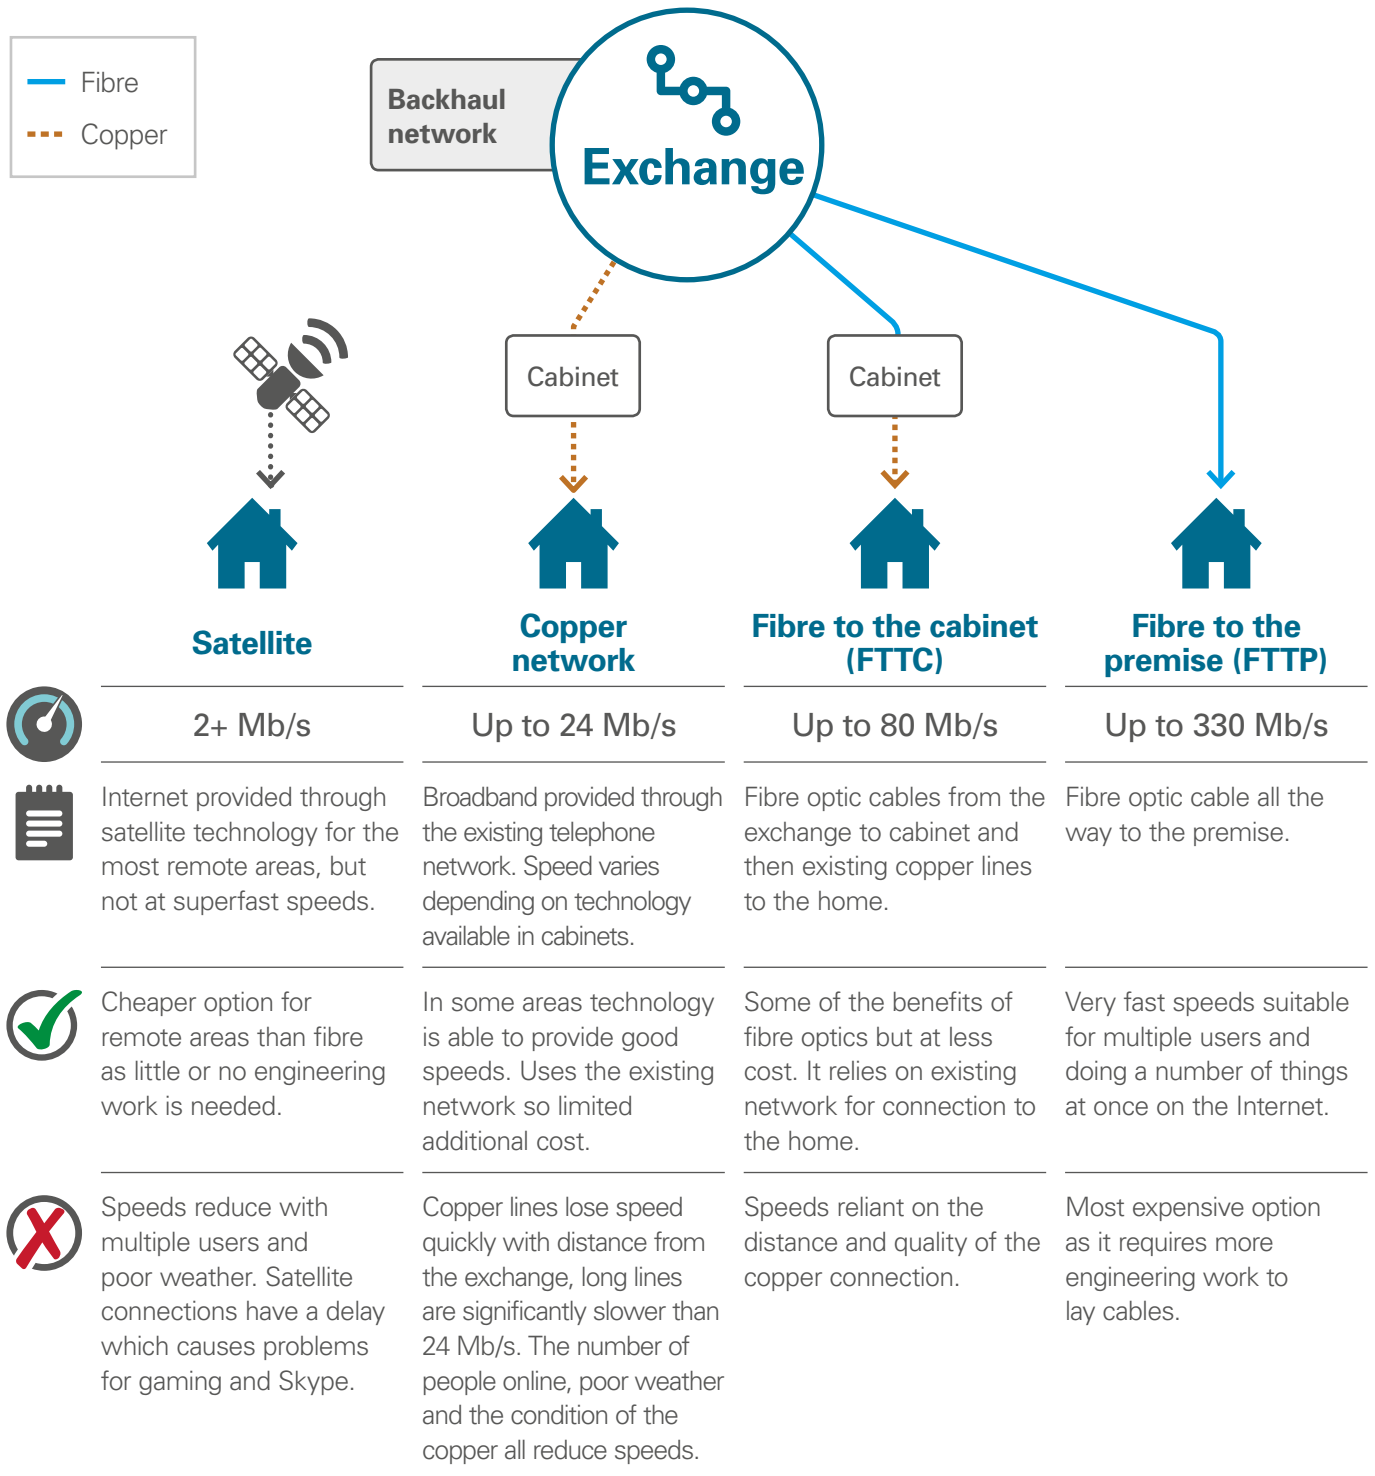 Fibre
Copper
Backhaul
network
Exchange
Cabinet
Cabinet
Satellite
Copper
network
Fibre to the cabinet
(FTTC)
Fibre to the
premise (FTTP)
2+ Mb/s
Up to 24 Mb/s
Up to 80 Mb/s
Up to 330 Mb/s
Internet provided through
satellite technology for the
most remote areas, but
not at superfast speeds.
Broadband provided through
the existing telephone
network. Speed varies
depending on technology
available in cabinets.
Fibre optic cables from the
exchange to cabinet and
then existing copper lines
to the home.
Fibre optic cable all the
way to the premise.
Cheaper option for
remote areas than fibre
as little or no engineering
work is needed.
In some areas technology
is able to provide good
speeds. Uses the existing
network so limited
additional cost.
Some of the benefits of
fibre optics but at less
cost. It relies on existing
network for connection to
the home.
Very fast speeds suitable
for multiple users and
doing a number of things
at once on the Internet.
Speeds reduce with
multiple users and
poor weather. Satellite
connections have a delay
which causes problems
for gaming and Skype.
Copper lines lose speed
quickly with distance from
the exchange, long lines
are significantly slower than
24 Mb/s. The number of
people online, poor weather
and the condition of the
copper all reduce speeds.
Speeds reliant on the
distance and quality of the
copper connection.
Most expensive option
as it requires more
engineering work to
lay cables.